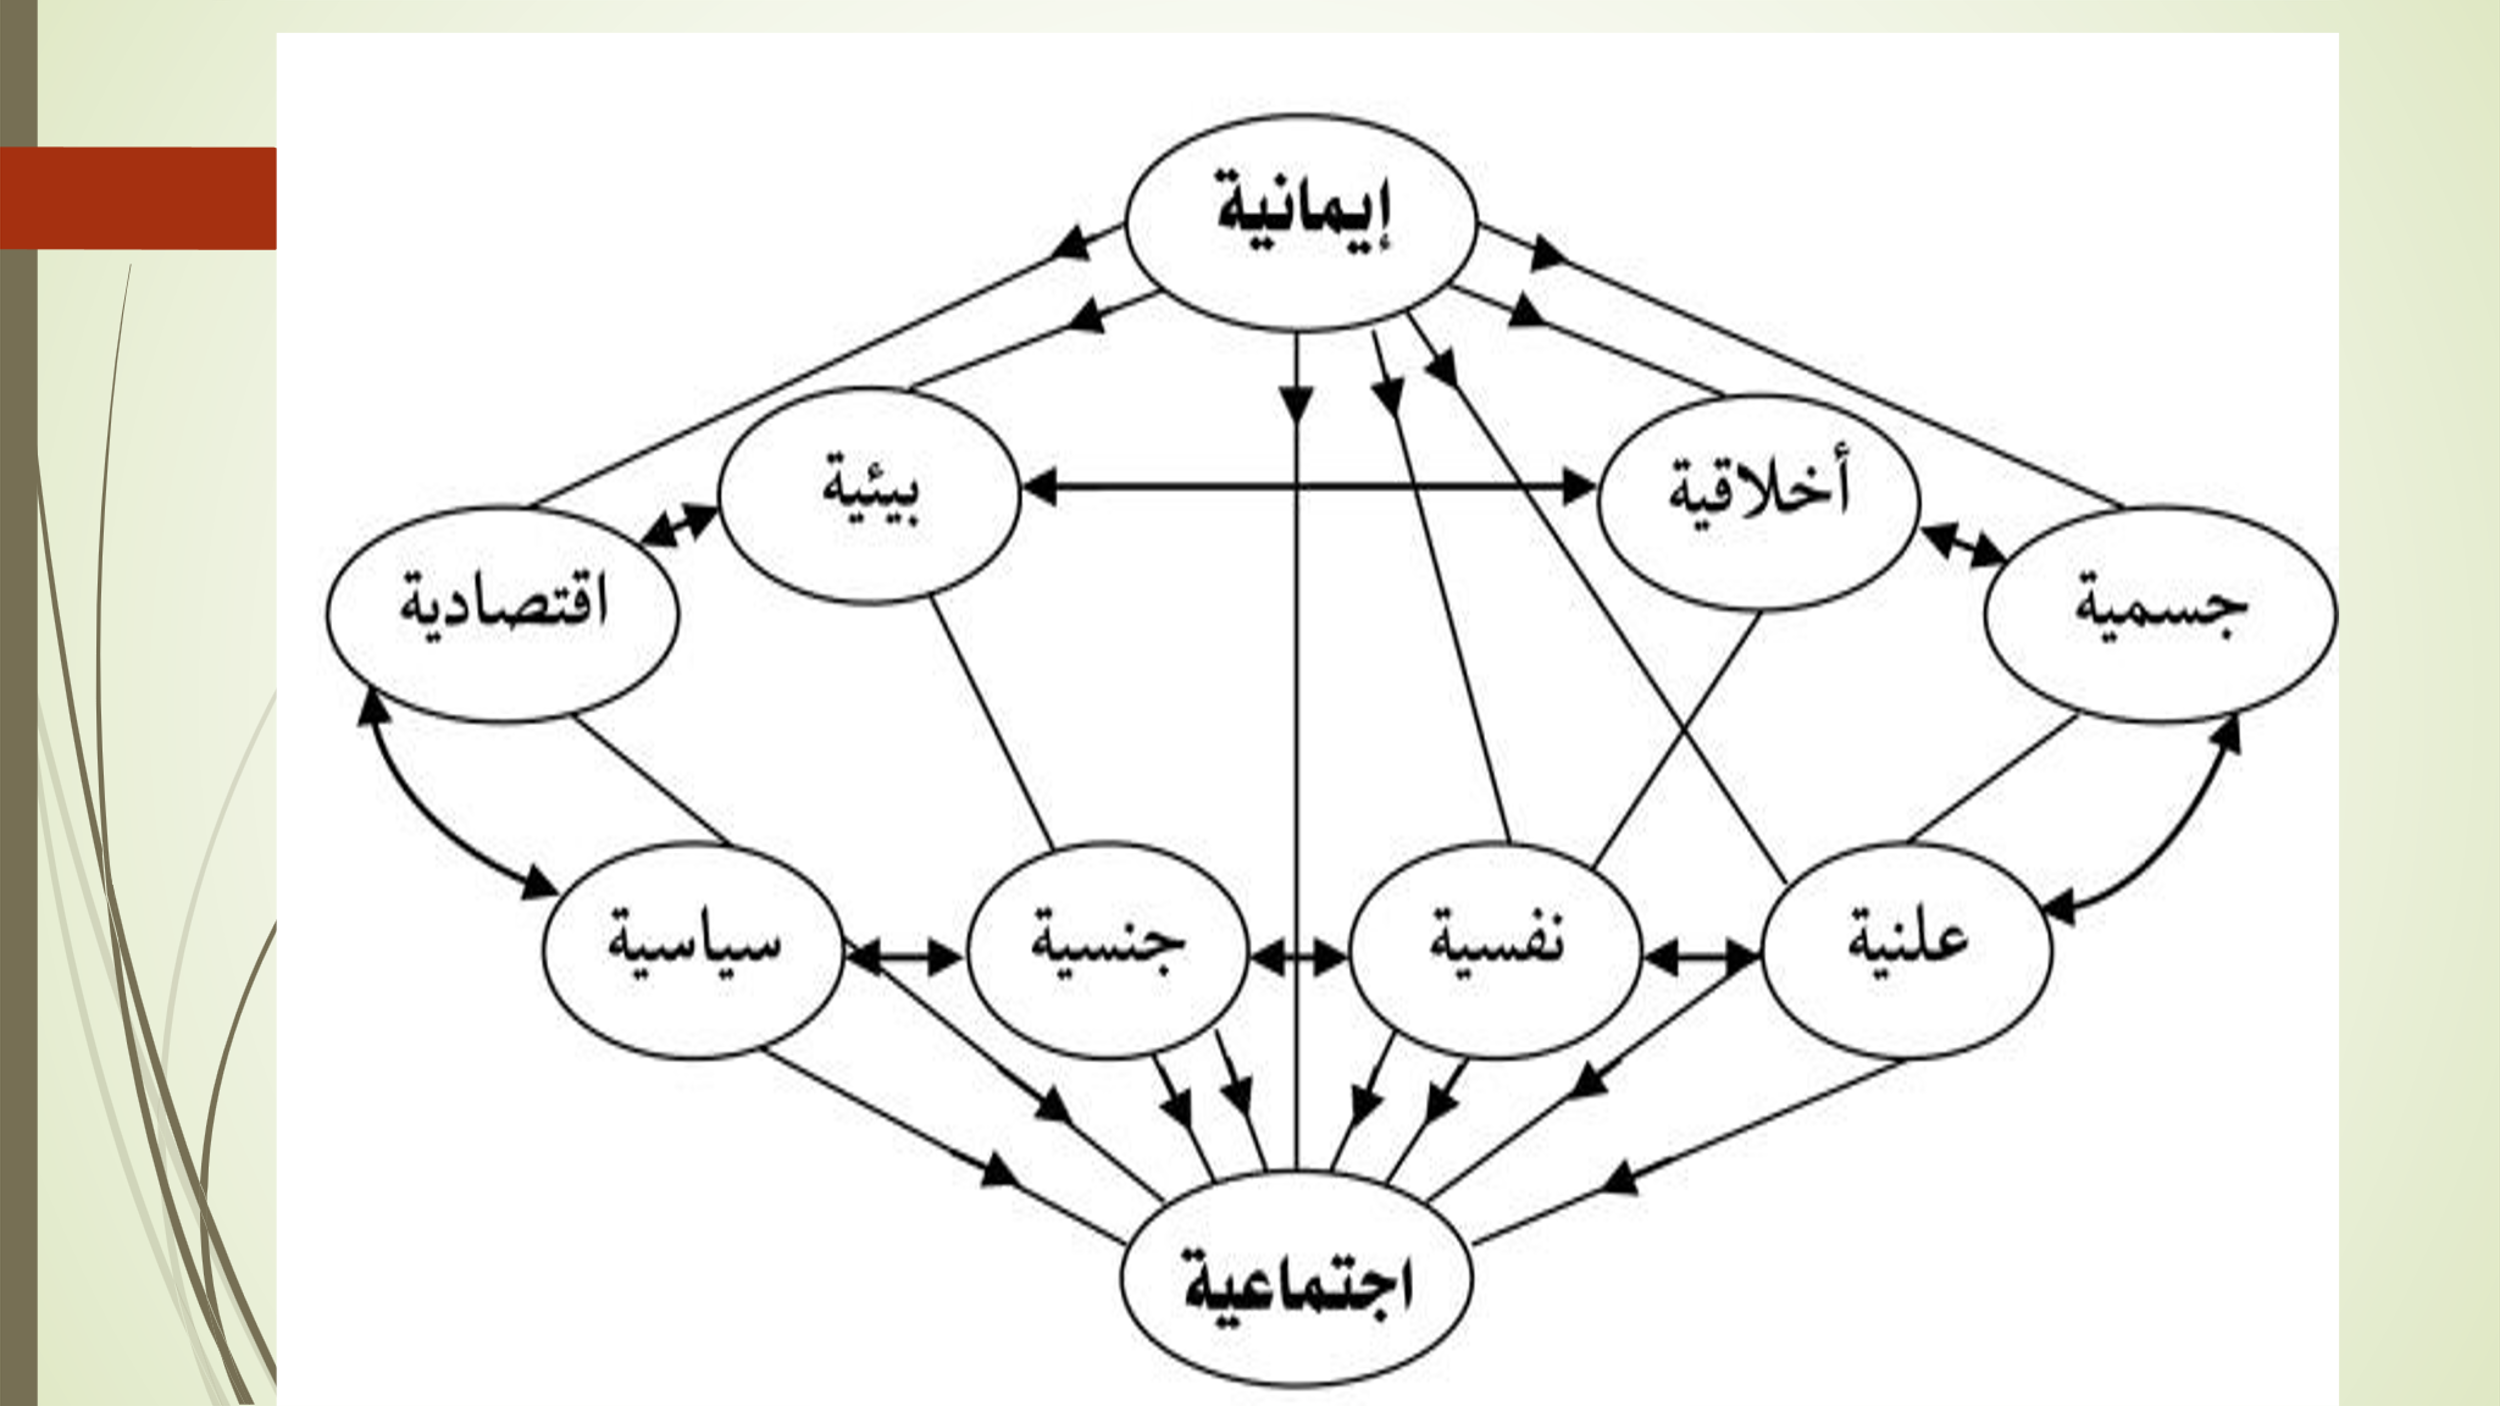 إيمانية
أخلاقية
بيئية
جسمية
اقتصادية
علنية
نفسية
جنسية
سياسية
اجتماعية